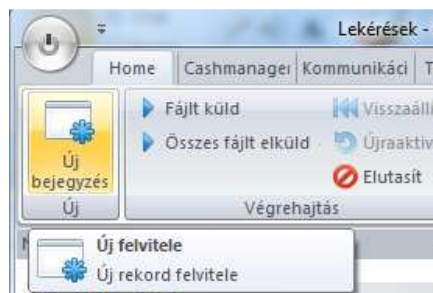 Lekérések -
Home Cashmanager Kommunikáci T
Új bejegyzés
Fájlt küld
Összes fájlt elküld
Visszaáll
Újraaktiv
Elutasít
Új
Végrehajtás
Új felvitele
Új rekord felvitele